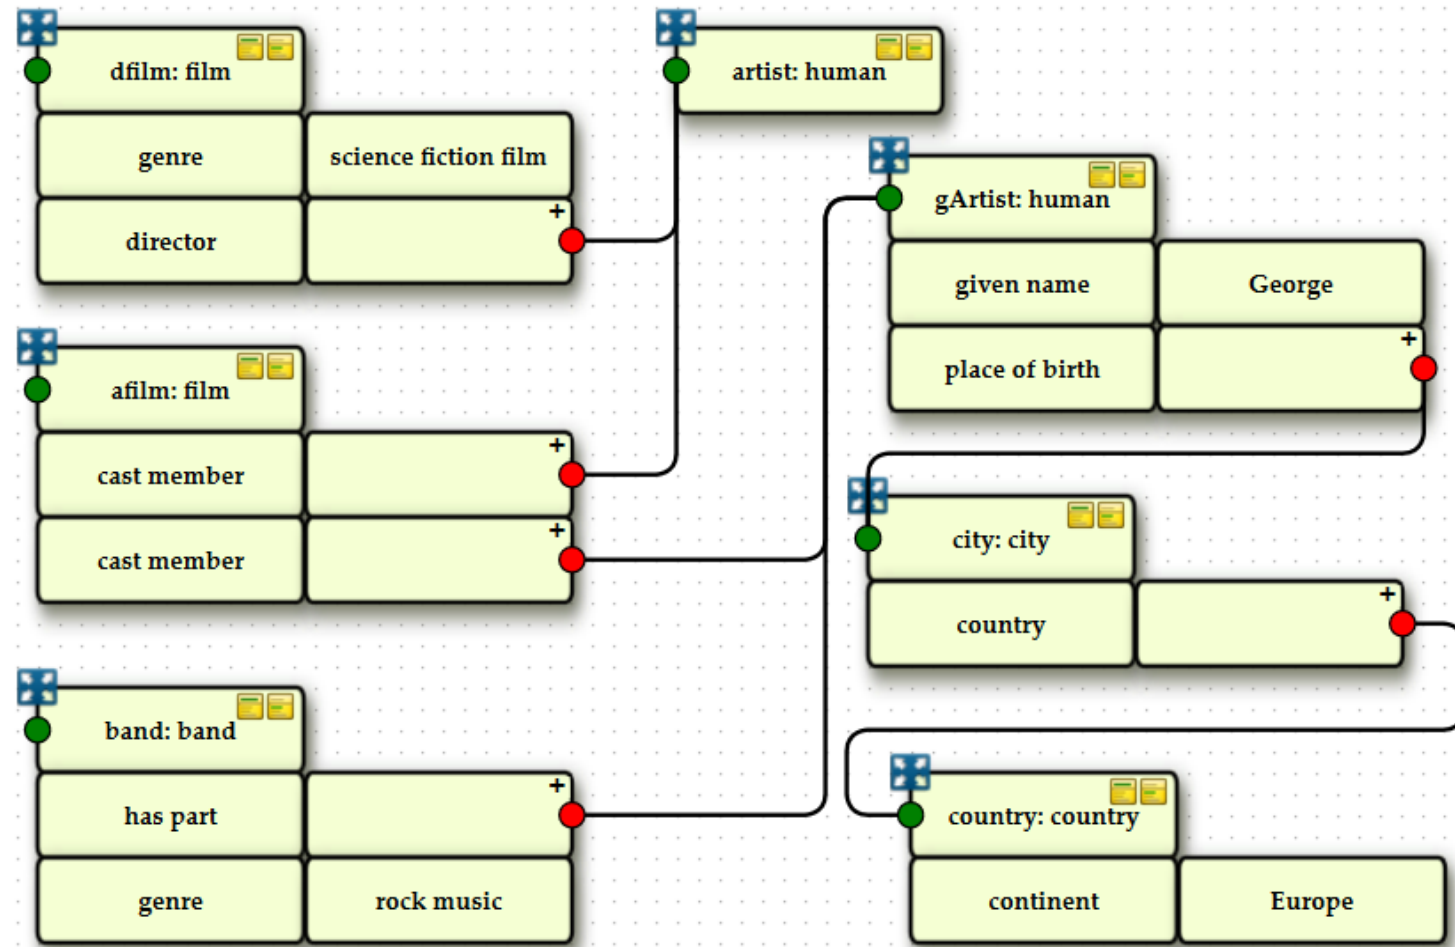 dfilm: film
genre
science fiction film
director
+
afilm: film
cast member
+
cast member
+
band: band
has part
+
genre
rock music
artist: human
gArtist: human
given name
George
place of birth
+
city: city
country
+
country: country
continent
Europe